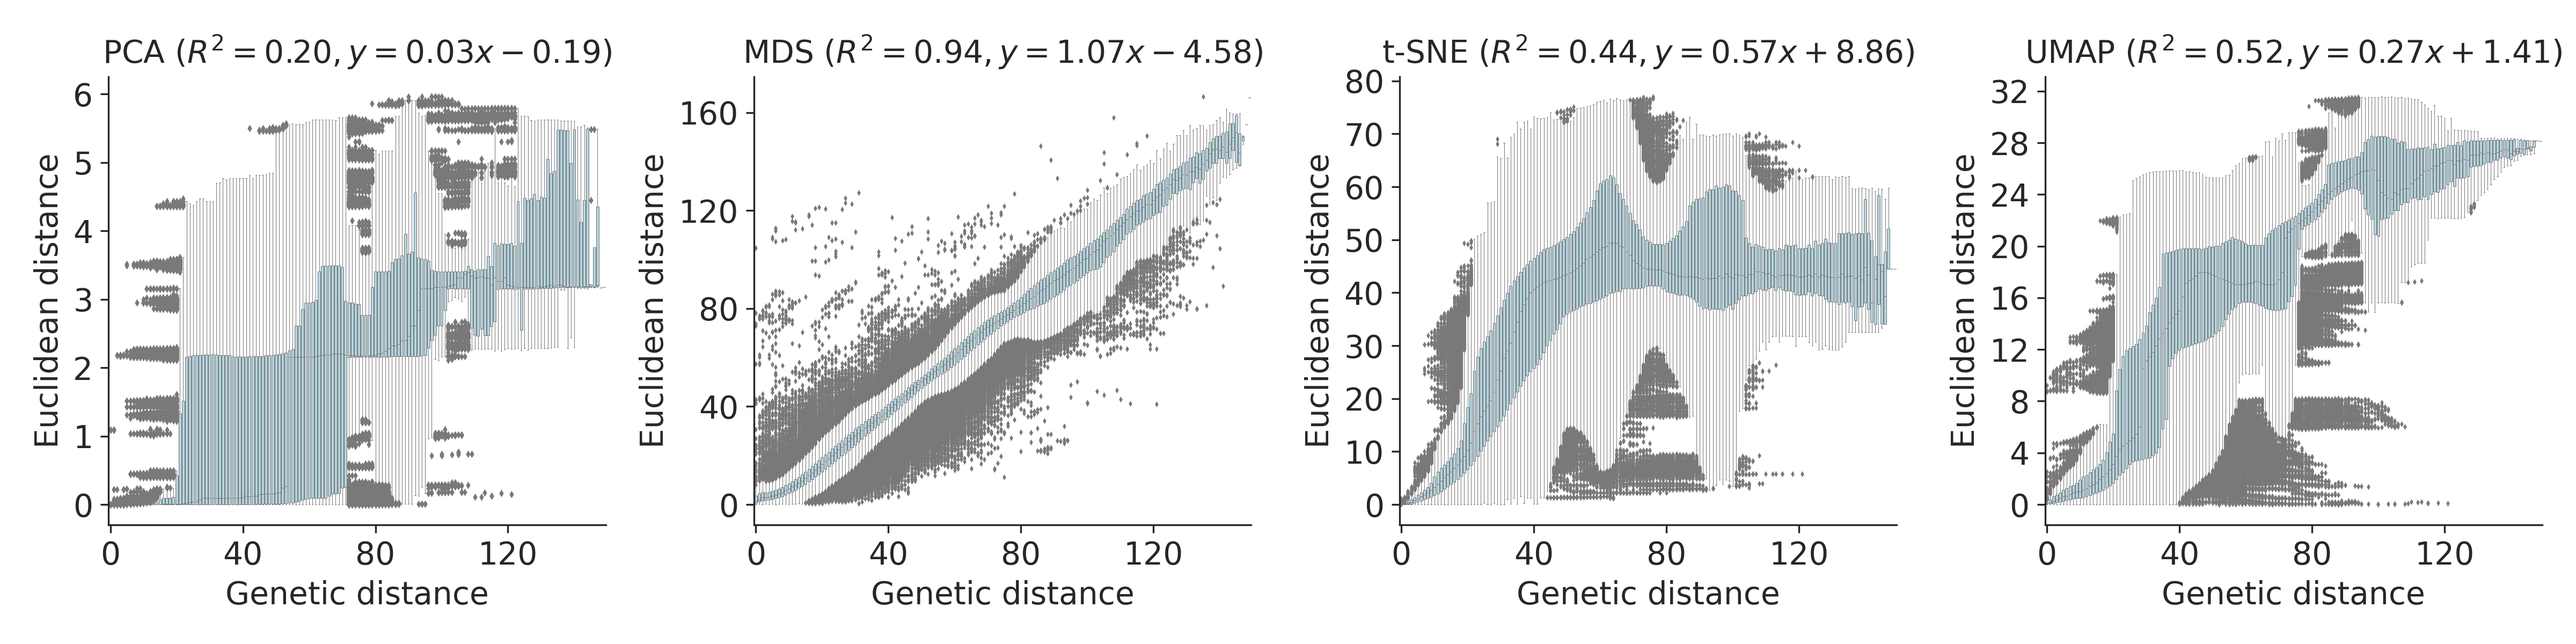 PCA (R² = 0.20, y = 0.03x − 0.19)
6
5
4
3
2
1
0
Euclidean distance
0 40 80 120
Genetic distance
MDS (R² = 0.94, y = 1.07x − 4.58)
160
120
80
40
0
Euclidean distance
0 40 80 120
Genetic distance
t-SNE (R² = 0.44, y = 0.57x + 8.86)
80
70
60
50
40
30
20
10
0
Euclidean distance
0 40 80 120
Genetic distance
UMAP (R² = 0.52, y = 0.27x + 1.41)
32
28
24
20
16
12
8
4
0
Euclidean distance
0 40 80 120
Genetic distance